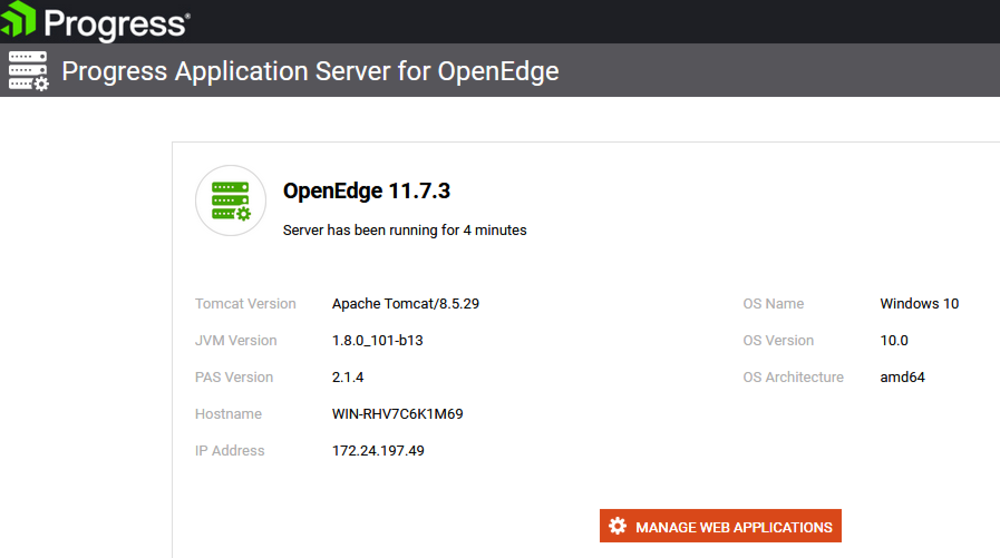 Progress®
Progress Application Server for OpenEdge
OpenEdge 11.7.3
Server has been running for 4 minutes
Tomcat Version Apache Tomcat/8.5.29 OS Name Windows 10
JVM Version 1.8.0_101-b13 OS Version 10.0
PAS Version 2.1.4 OS Architecture amd64
Hostname WIN-RHV7C6K1M69
IP Address 172.24.197.49
MANAGE WEB APPLICATIONS